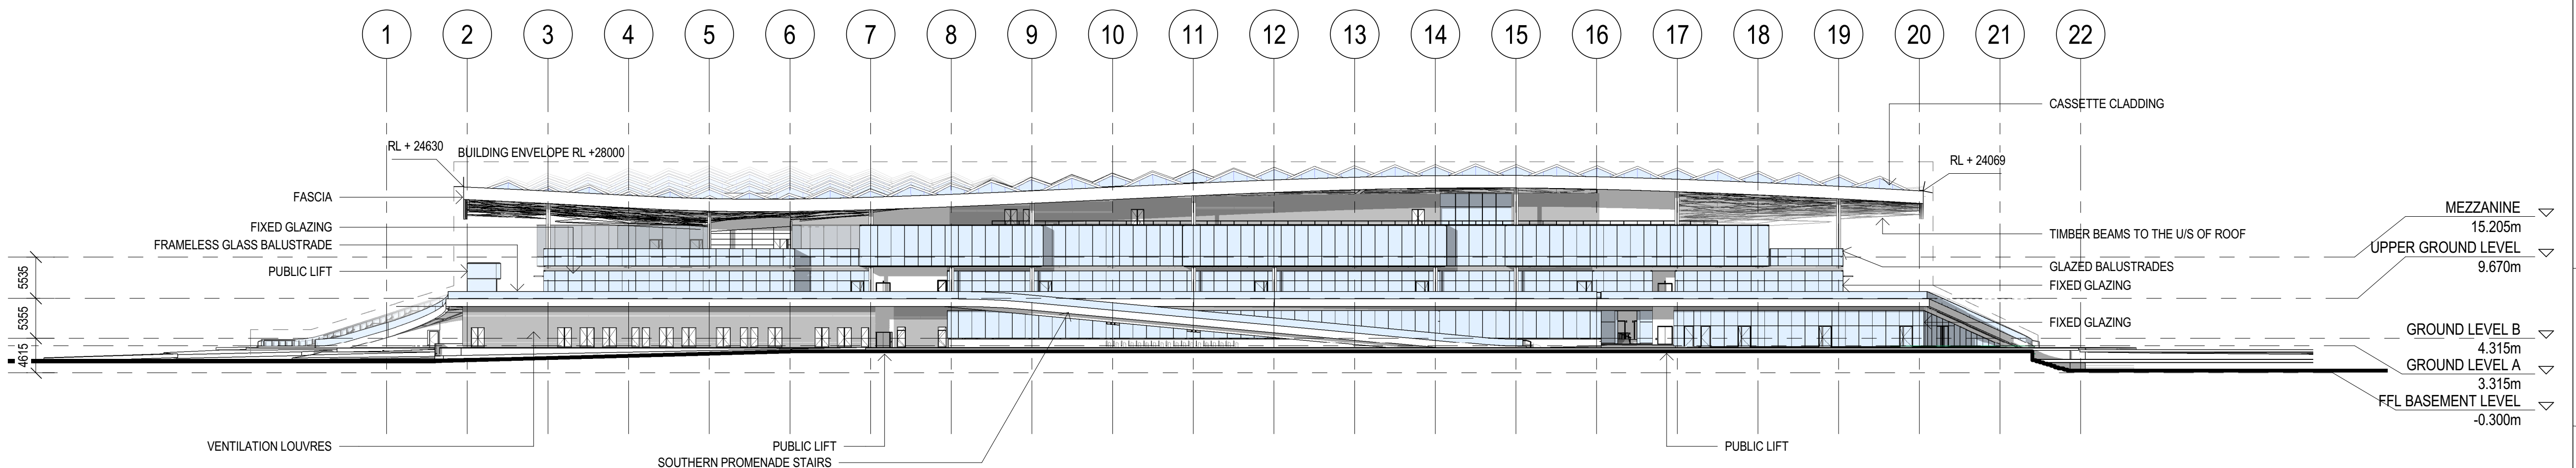 1 2 3 4 5 6 7 8 9 10 11 12 13 14 15 16 17 18 19 20 21 22
CASSETTE CLADDING
RL + 24630
BUILDING ENVELOPE RL +28000
RL + 24069
FASCIA
FIXED GLAZING
FRAMELESS GLASS BALUSTRADE
PUBLIC LIFT
5535
5355
4615
MEZZANINE
15.205m
TIMBER BEAMS TO THE U/S OF ROOF
UPPER GROUND LEVEL
9.670m
GLAZED BALUSTRADES
FIXED GLAZING
FIXED GLAZING
GROUND LEVEL B
4.315m
GROUND LEVEL A
3.315m
FFL BASEMENT LEVEL
-0.300m
VENTILATION LOUVRES
PUBLIC LIFT
SOUTHERN PROMENADE STAIRS
PUBLIC LIFT